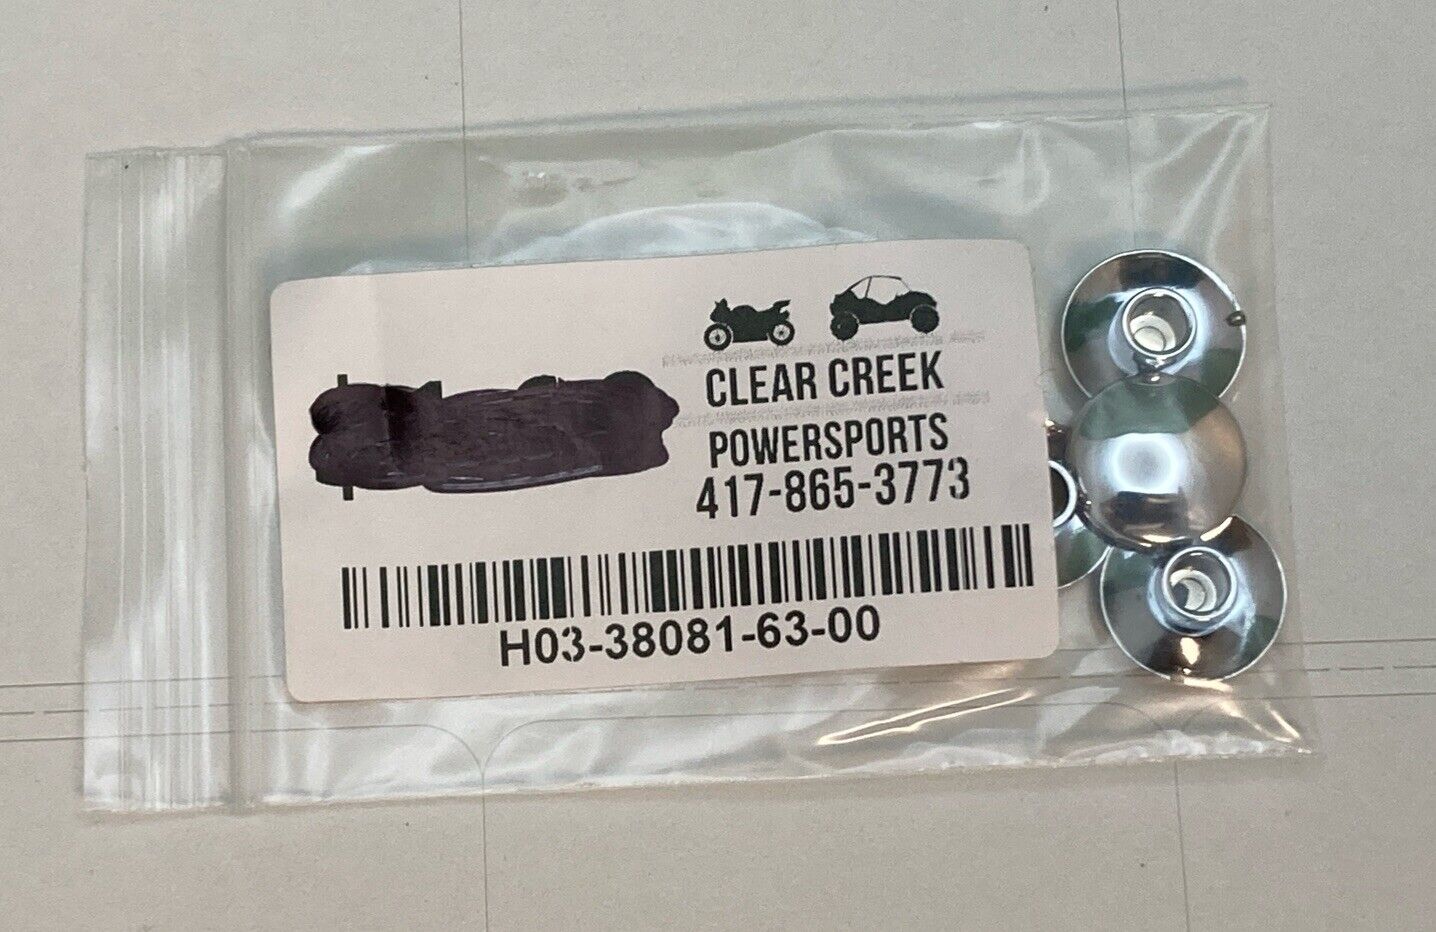 CLEAR CREEK
POWERSPORTS
417-865-3773
H03-38081-63-00